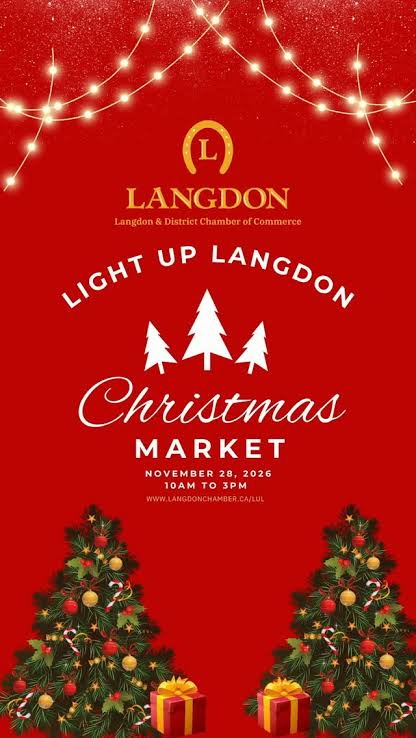 L
LANGDON
Langdon & District Chamber of Commerce
LIGHT UP LANGDON
Christmas
MARKET
NOVEMBER 28, 2026
10AM TO 3PM
WWW.LANGDONCHAMBER.CA/LUL